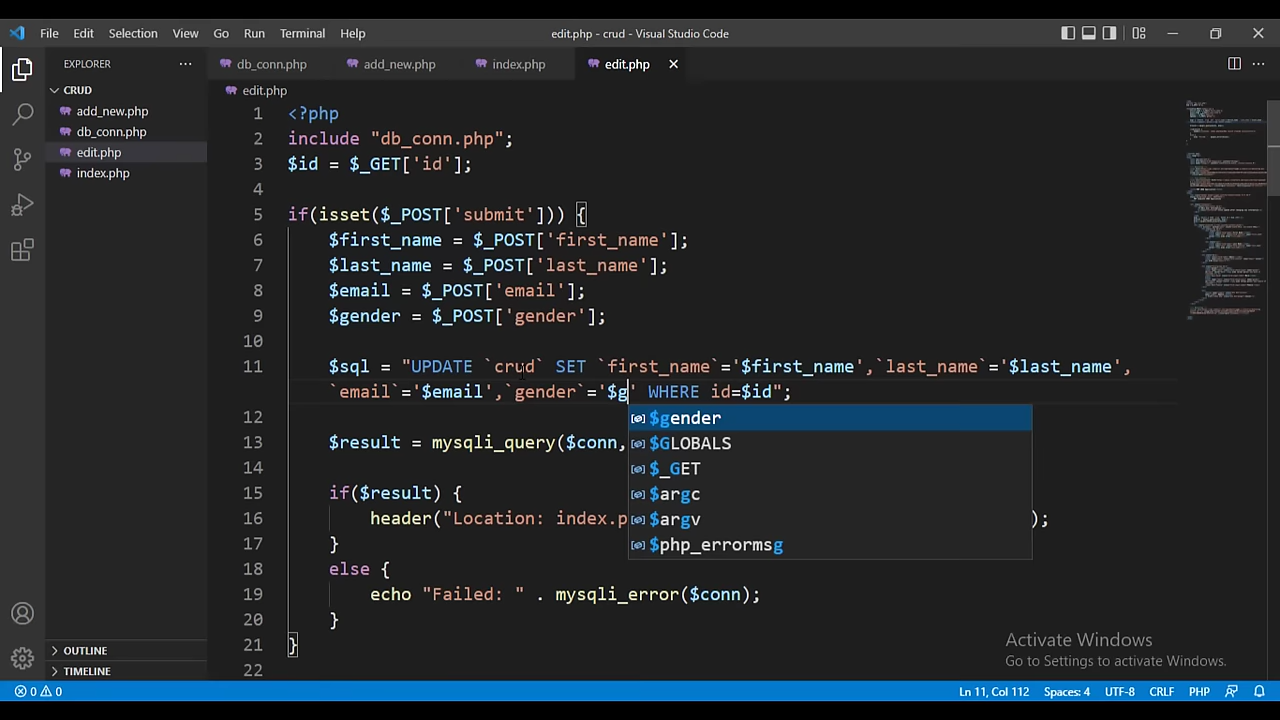 File Edit Selection View Go Run Terminal Help edit.php - crud - Visual Studio Code
EXPLORER
db_conn.php add_new.php index.php edit.php
CRUD
add_new.php
db_conn.php
edit.php
index.php
OUTLINE
TIMELINE
edit.php
1 <?php
2 include "db_conn.php";
3 $id = $_GET['id'];
4
5 if(isset($_POST['submit'])) {
6 $first_name = $_POST['first_name'];
7 $last_name = $_POST['last_name'];
8 $email = $_POST['email'];
9 $gender = $_POST['gender'];
10
11 $sql = "UPDATE `crud` SET `first_name`='$first_name',`last_name`='$last_name',
`email`='$email',`gender`='$g' WHERE id=$id";
12
$gender
$GLOBALS
$_GET
$argc
$argv
$php_errormsg
13 $result = mysqli_query($conn,
14
15 if($result) {
16 header("Location: index.p );
17 }
18 else {
19 echo "Failed: " . mysqli_error($conn);
20 }
21 }
22
Activate Windows
Go to Settings to activate Windows.
0 0 Ln 11, Col 112 Spaces: 4 UTF-8 CRLF PHP